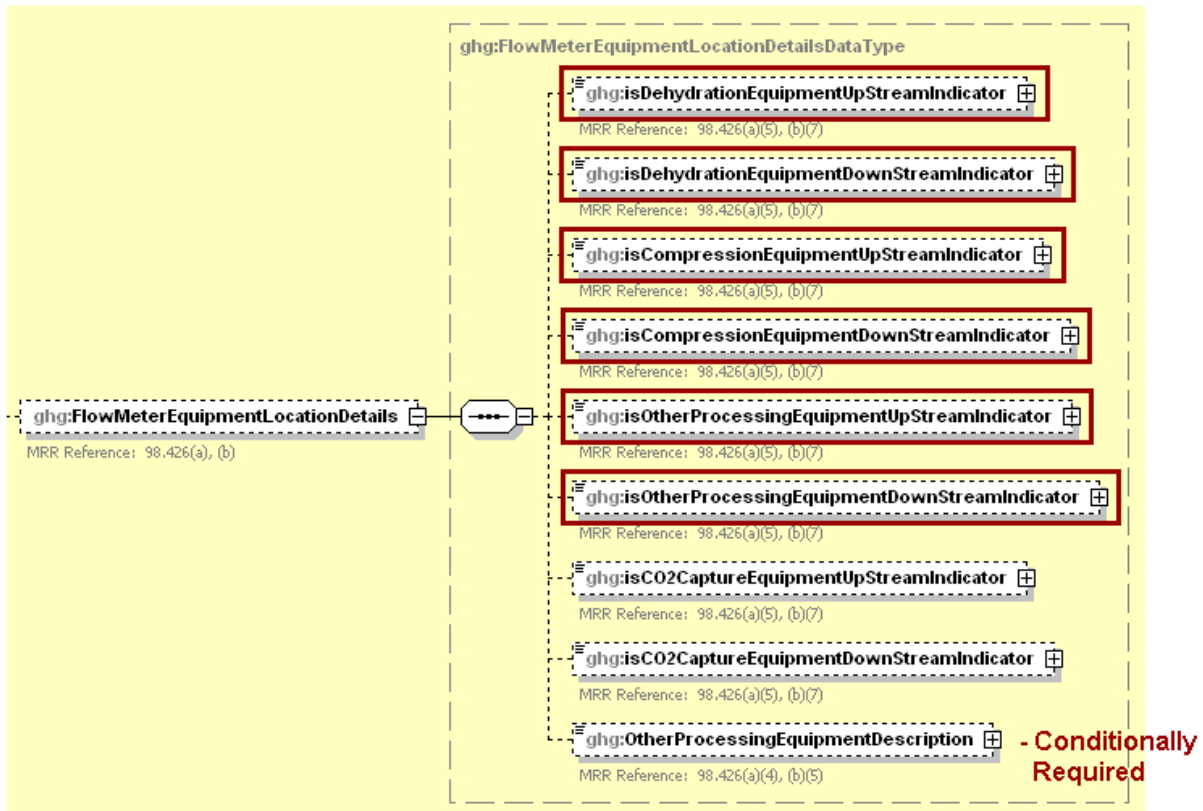 ghg:FlowMeterEquipmentLocationDetailsDataType
ghg:isDehydrationEquipmentUpStreamIndicator
MRR Reference: 98.426(a)(5), (b)(7)
ghg:isDehydrationEquipmentDownStreamIndicator
MRR Reference: 98.426(a)(5), (b)(7)
ghg:isCompressionEquipmentUpStreamIndicator
MRR Reference: 98.426(a)(5), (b)(7)
ghg:isCompressionEquipmentDownStreamIndicator
MRR Reference: 98.426(a)(5), (b)(7)
ghg:FlowMeterEquipmentLocationDetails
MRR Reference: 98.426(a), (b)
ghg:isOtherProcessingEquipmentUpStreamIndicator
MRR Reference: 98.426(a)(5), (b)(7)
ghg:isOtherProcessingEquipmentDownStreamIndicator
MRR Reference: 98.426(a)(5), (b)(7)
ghg:isCO2CaptureEquipmentUpStreamIndicator
MRR Reference: 98.426(a)(5), (b)(7)
ghg:isCO2CaptureEquipmentDownStreamIndicator
MRR Reference: 98.426(a)(5), (b)(7)
ghg:OtherProcessingEquipmentDescription
MRR Reference: 98.426(a)(4), (b)(5)
- Conditionally
Required